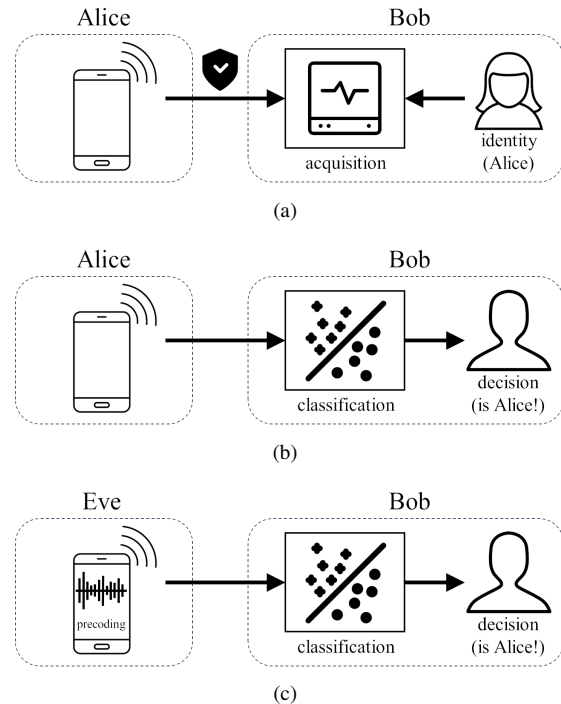 Alice
Bob
acquisition
identity
(Alice)
(a)
Alice
Bob
classification
decision
(is Alice!)
(b)
Eve
Bob
precoding
classification
decision
(is Alice!)
(c)